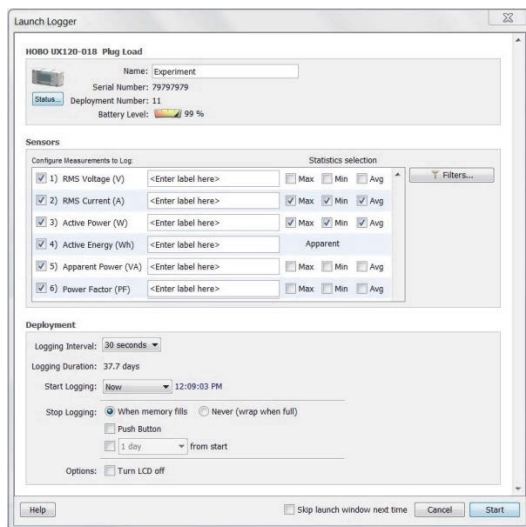 Launch Logger
HOBO UX120-018 Plug Load
Name: Experiment
Serial Number: 79797979
Status... Deployment Number: 11
Battery Level: 99 %
Sensors
Configure Measurements to Log: Statistics selection
1) RMS Voltage (V) <Enter label here> Max Min Avg Filters...
2) RMS Current (A) <Enter label here> Max Min Avg
3) Active Power (W) <Enter label here> Max Min Avg
4) Active Energy (Wh) <Enter label here> Apparent
5) Apparent Power (VA) <Enter label here> Max Min Avg
6) Power Factor (PF) <Enter label here> Max Min Avg
Deployment
Logging Interval: 30 seconds
Logging Duration: 37.7 days
Start Logging: Now 12:09:03 PM
Stop Logging: When memory fills Never (wrap when full)
Push Button
1 day from start
Options: Turn LCD off
Help Skip launch window next time Cancel Start